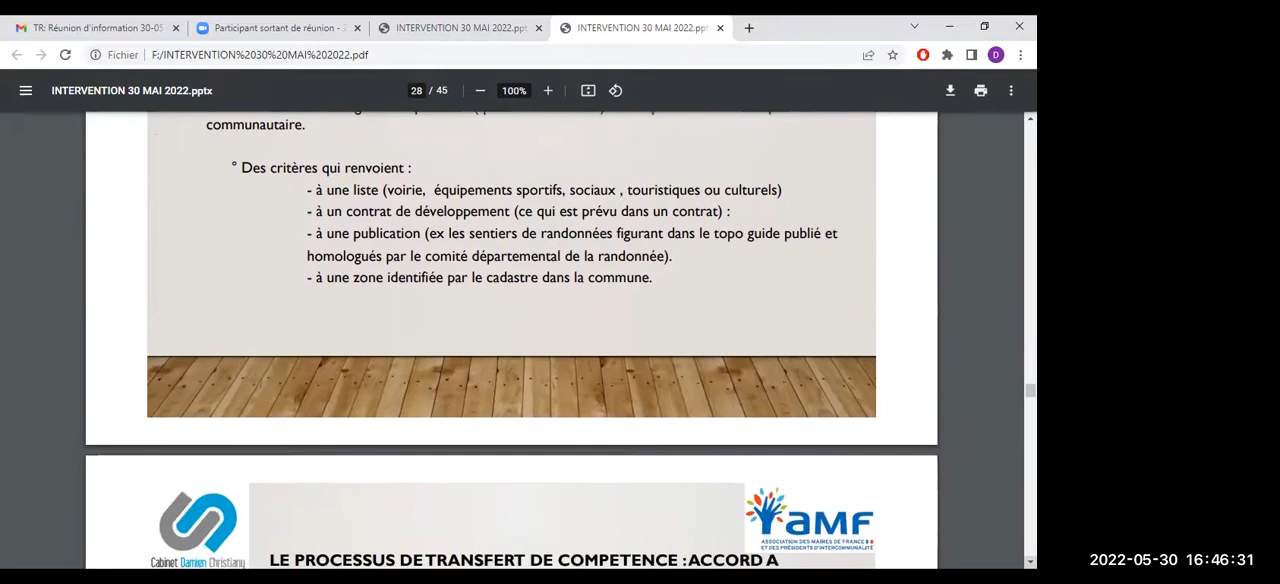 TR: Réunion d'information 30-05
Participant sortant de réunion -
INTERVENTION 30 MAI 2022.pp
INTERVENTION 30 MAI 2022.pp
Fichier F:/INTERVENTION%2030%20MAI%202022.pdf
D
INTERVENTION 30 MAI 2022.pptx
28 / 45
100%
communautaire.
° Des critères qui renvoient :
- à une liste (voirie, équipements sportifs, sociaux , touristiques ou culturels)
- à un contrat de développement (ce qui est prévu dans un contrat) :
- à une publication (ex les sentiers de randonnées figurant dans le topo guide publié et
homologués par le comité départemental de la randonnée).
- à une zone identifiée par le cadastre dans la commune.
Cabinet Damien Christiany
AMF
ASSOCIATION DES MAIRES DE FRANCE
ET DES PRÉSIDENTS D'INTERCOMMUNALITÉ
LE PROCESSUS DE TRANSFERT DE COMPETENCE : ACCORD A
2022-05-30 16:46:31